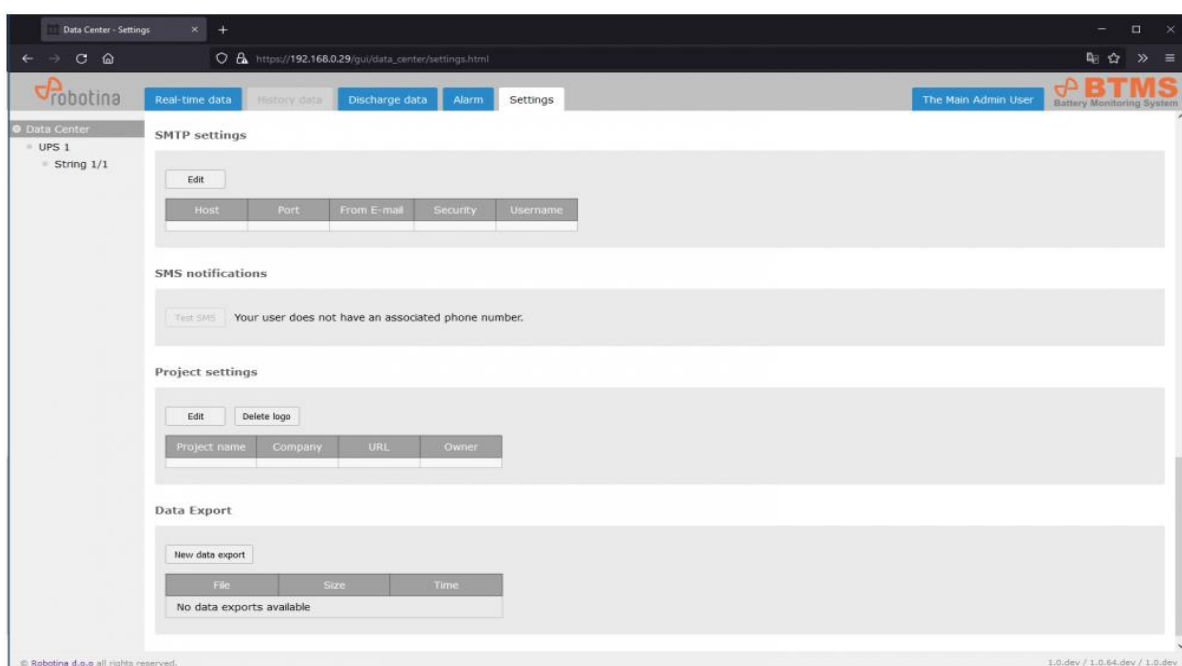 Data Center - Settings
https://192.168.0.29/gui/data_center/settings.html
robotina
Real-time data History data Discharge data Alarm Settings The Main Admin User
BTMS
Battery Monitoring System
Data Center
UPS 1
String 1/1
SMTP settings
Edit
Host Port From E-mail Security Username
SMS notifications
Test SMS Your user does not have an associated phone number.
Project settings
Edit Delete logo
Project name Company URL Owner
Data Export
New data export
File Size Time
No data exports available
© Robotina d.o.o all rights reserved. 1.0.dev / 1.0.64.dev / 1.0.dev